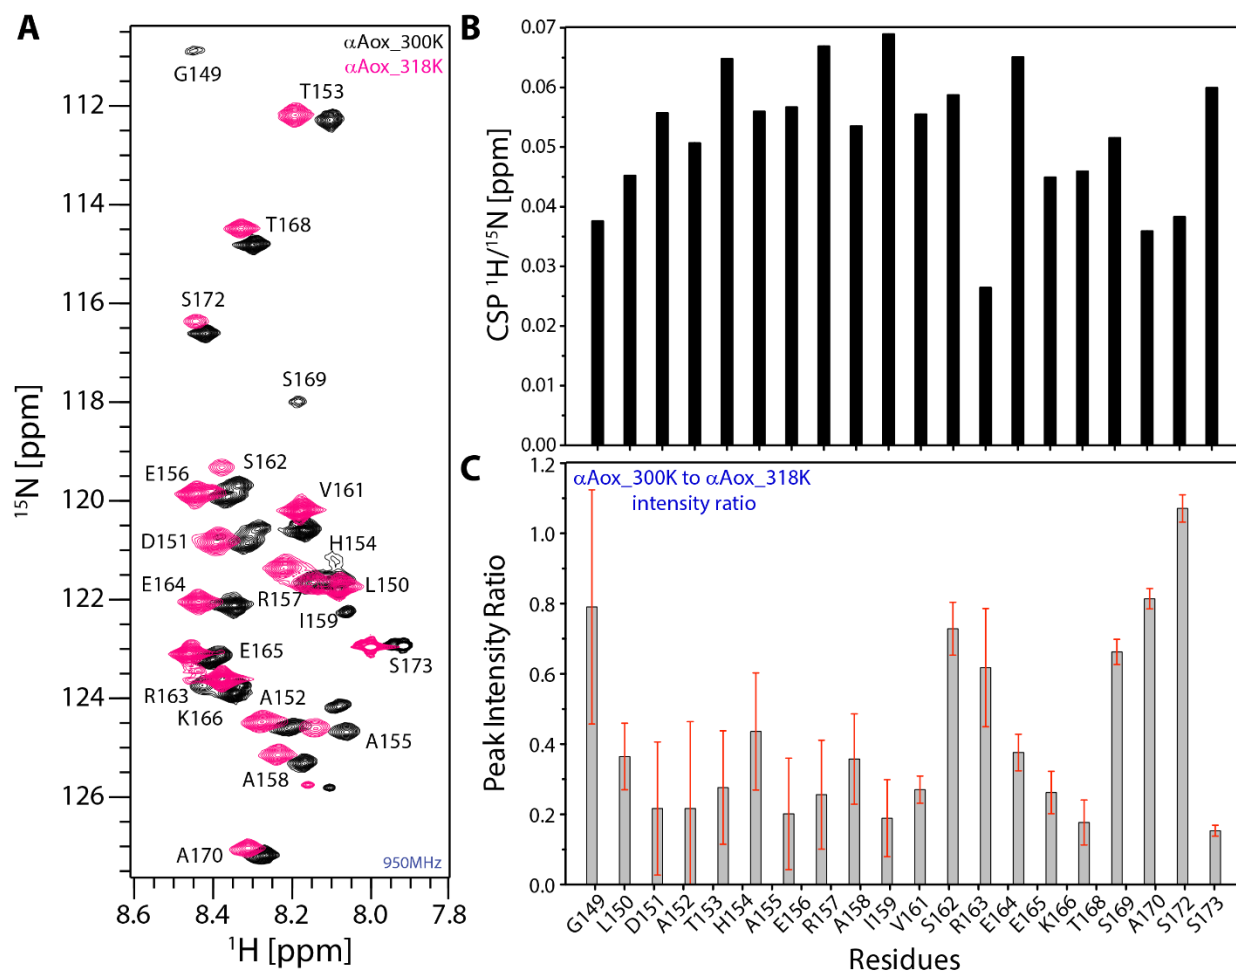 A
αAox_300K
αAox_318K
G149
T153
T168
S172
S169
S162
E156
V161
D151
H154
E164
R157
L150
I159
E165
S173
R163
A152
K166
A155
A158
A170
950MHz
112
114
116
118
120
122
124
126
¹⁵N [ppm]
8.6
8.4
8.2
8.0
7.8
¹H [ppm]
B
0.07
0.06
0.05
0.04
0.03
0.02
0.01
0.00
CSP ¹H/¹⁵N [ppm]
C
αAox_300K to αAox_318K
intensity ratio
1.2
1.0
0.8
0.6
0.4
0.2
0.0
Peak Intensity Ratio
G149
L150
D151
A152
T153
H154
A155
E156
R157
A158
I159
V161
S162
R163
E164
E165
K166
T168
S169
A170
S172
S173
Residues